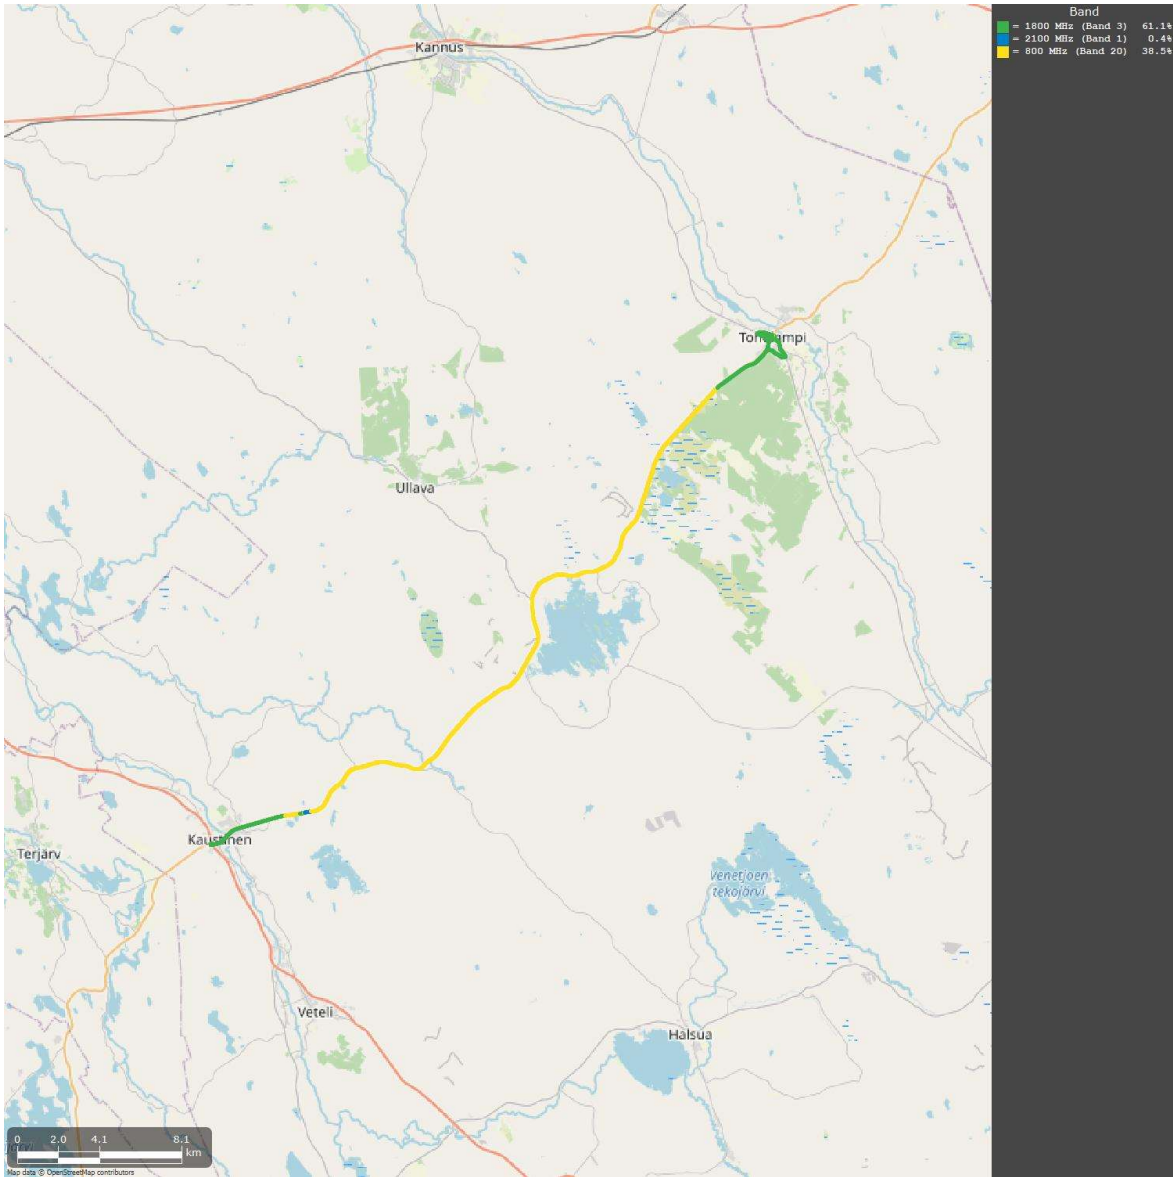 Band
= 1800 MHz (Band 3) 61.1%
= 2100 MHz (Band 1) 0.4%
= 800 MHz (Band 20) 38.5%
Kannus
Ullava
Kaustinen
Terjärv
Venetjoen
tekojärvi
Veteli
Halsua
0 2.0 4.1 8.1
km
Map data © OpenStreetMap contributors